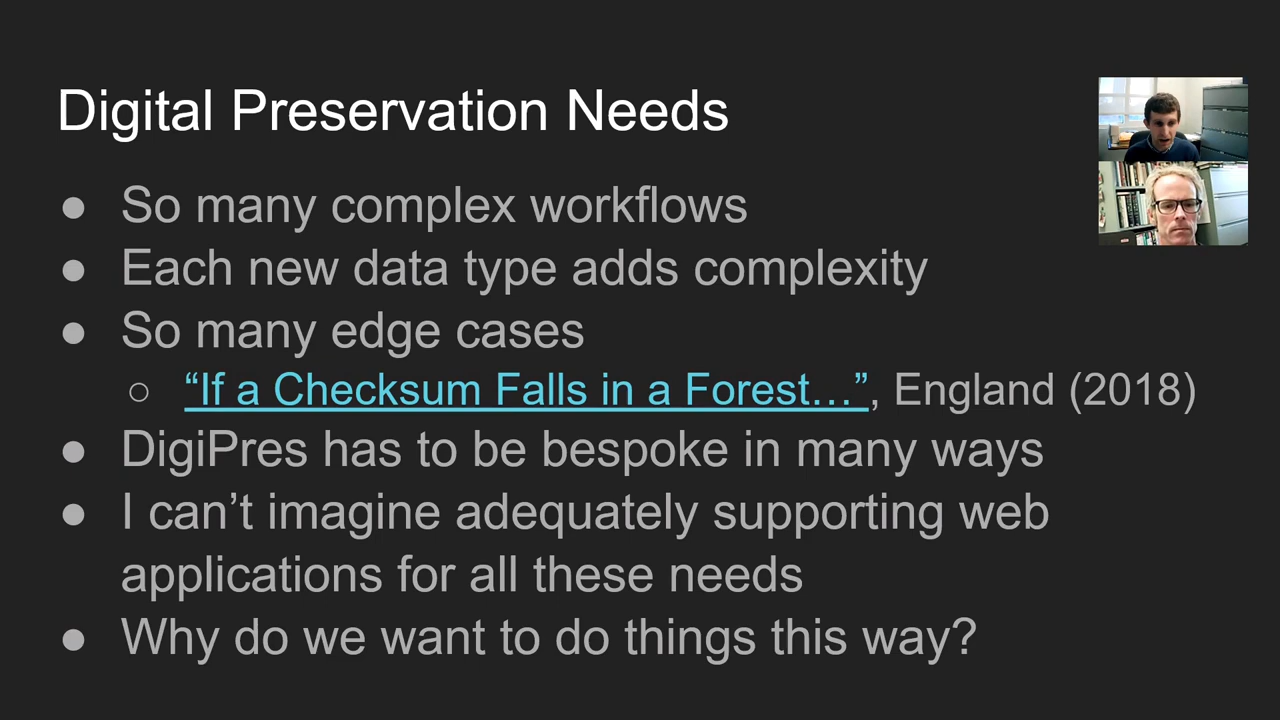 Digital Preservation Needs
● So many complex workflows
● Each new data type adds complexity
● So many edge cases
○ “If a Checksum Falls in a Forest…”, England (2018)
● DigiPres has to be bespoke in many ways
● I can’t imagine adequately supporting web
applications for all these needs
● Why do we want to do things this way?